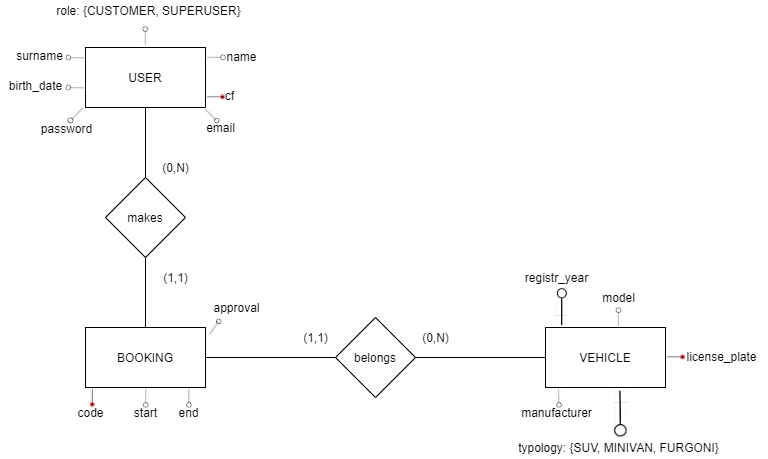 role: {CUSTOMER, SUPERUSER}
surname
name
USER
birth_date
cf
password
email
(0,N)
makes
(1,1)
registr_year
model
approval
(1,1)
(0,N)
BOOKING
belongs
VEHICLE
license_plate
code
start
end
manufacturer
typology: {SUV, MINIVAN, FURGONI}